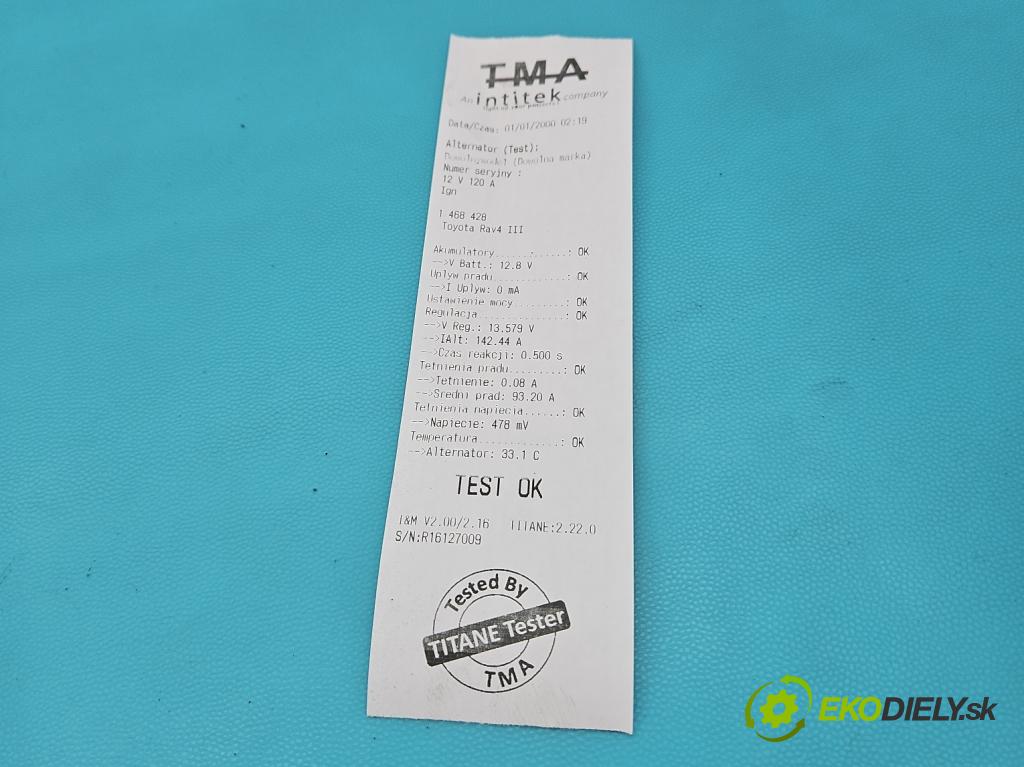 TMA
An intitek company
Data/Czas: 01/01/2000 02:19
Alternator (Test):
(Dowolna marka)
Numer seryjny :
12 V 120 A
Ign
1 468 428
Toyota Rav4 III
Akumulatory............: OK
-->V Batt.: 12.8 V
Uplyw pradu............: OK
-->I Uplyw: 0 mA
Ustawienie mocy........: OK
Regulacja..............: OK
-->V Reg.: 13.579 V
-->IAlt: 142.44 A
-->Czas reakcji: 0.500 s
Tetnienia pradu........: OK
-->Tetnienie: 0.08 A
-->Sredni prad: 93.20 A
Tetnienia napiecia.....: OK
-->Napiecie: 478 mV
Temperatura............: OK
-->Alternator: 33.1 C
TEST OK
T&M V2.00/2.16 TITANE:2.22.0
S/N:R16127009
Tested By
TITANE Tester
TMA
EKODIELY.sk